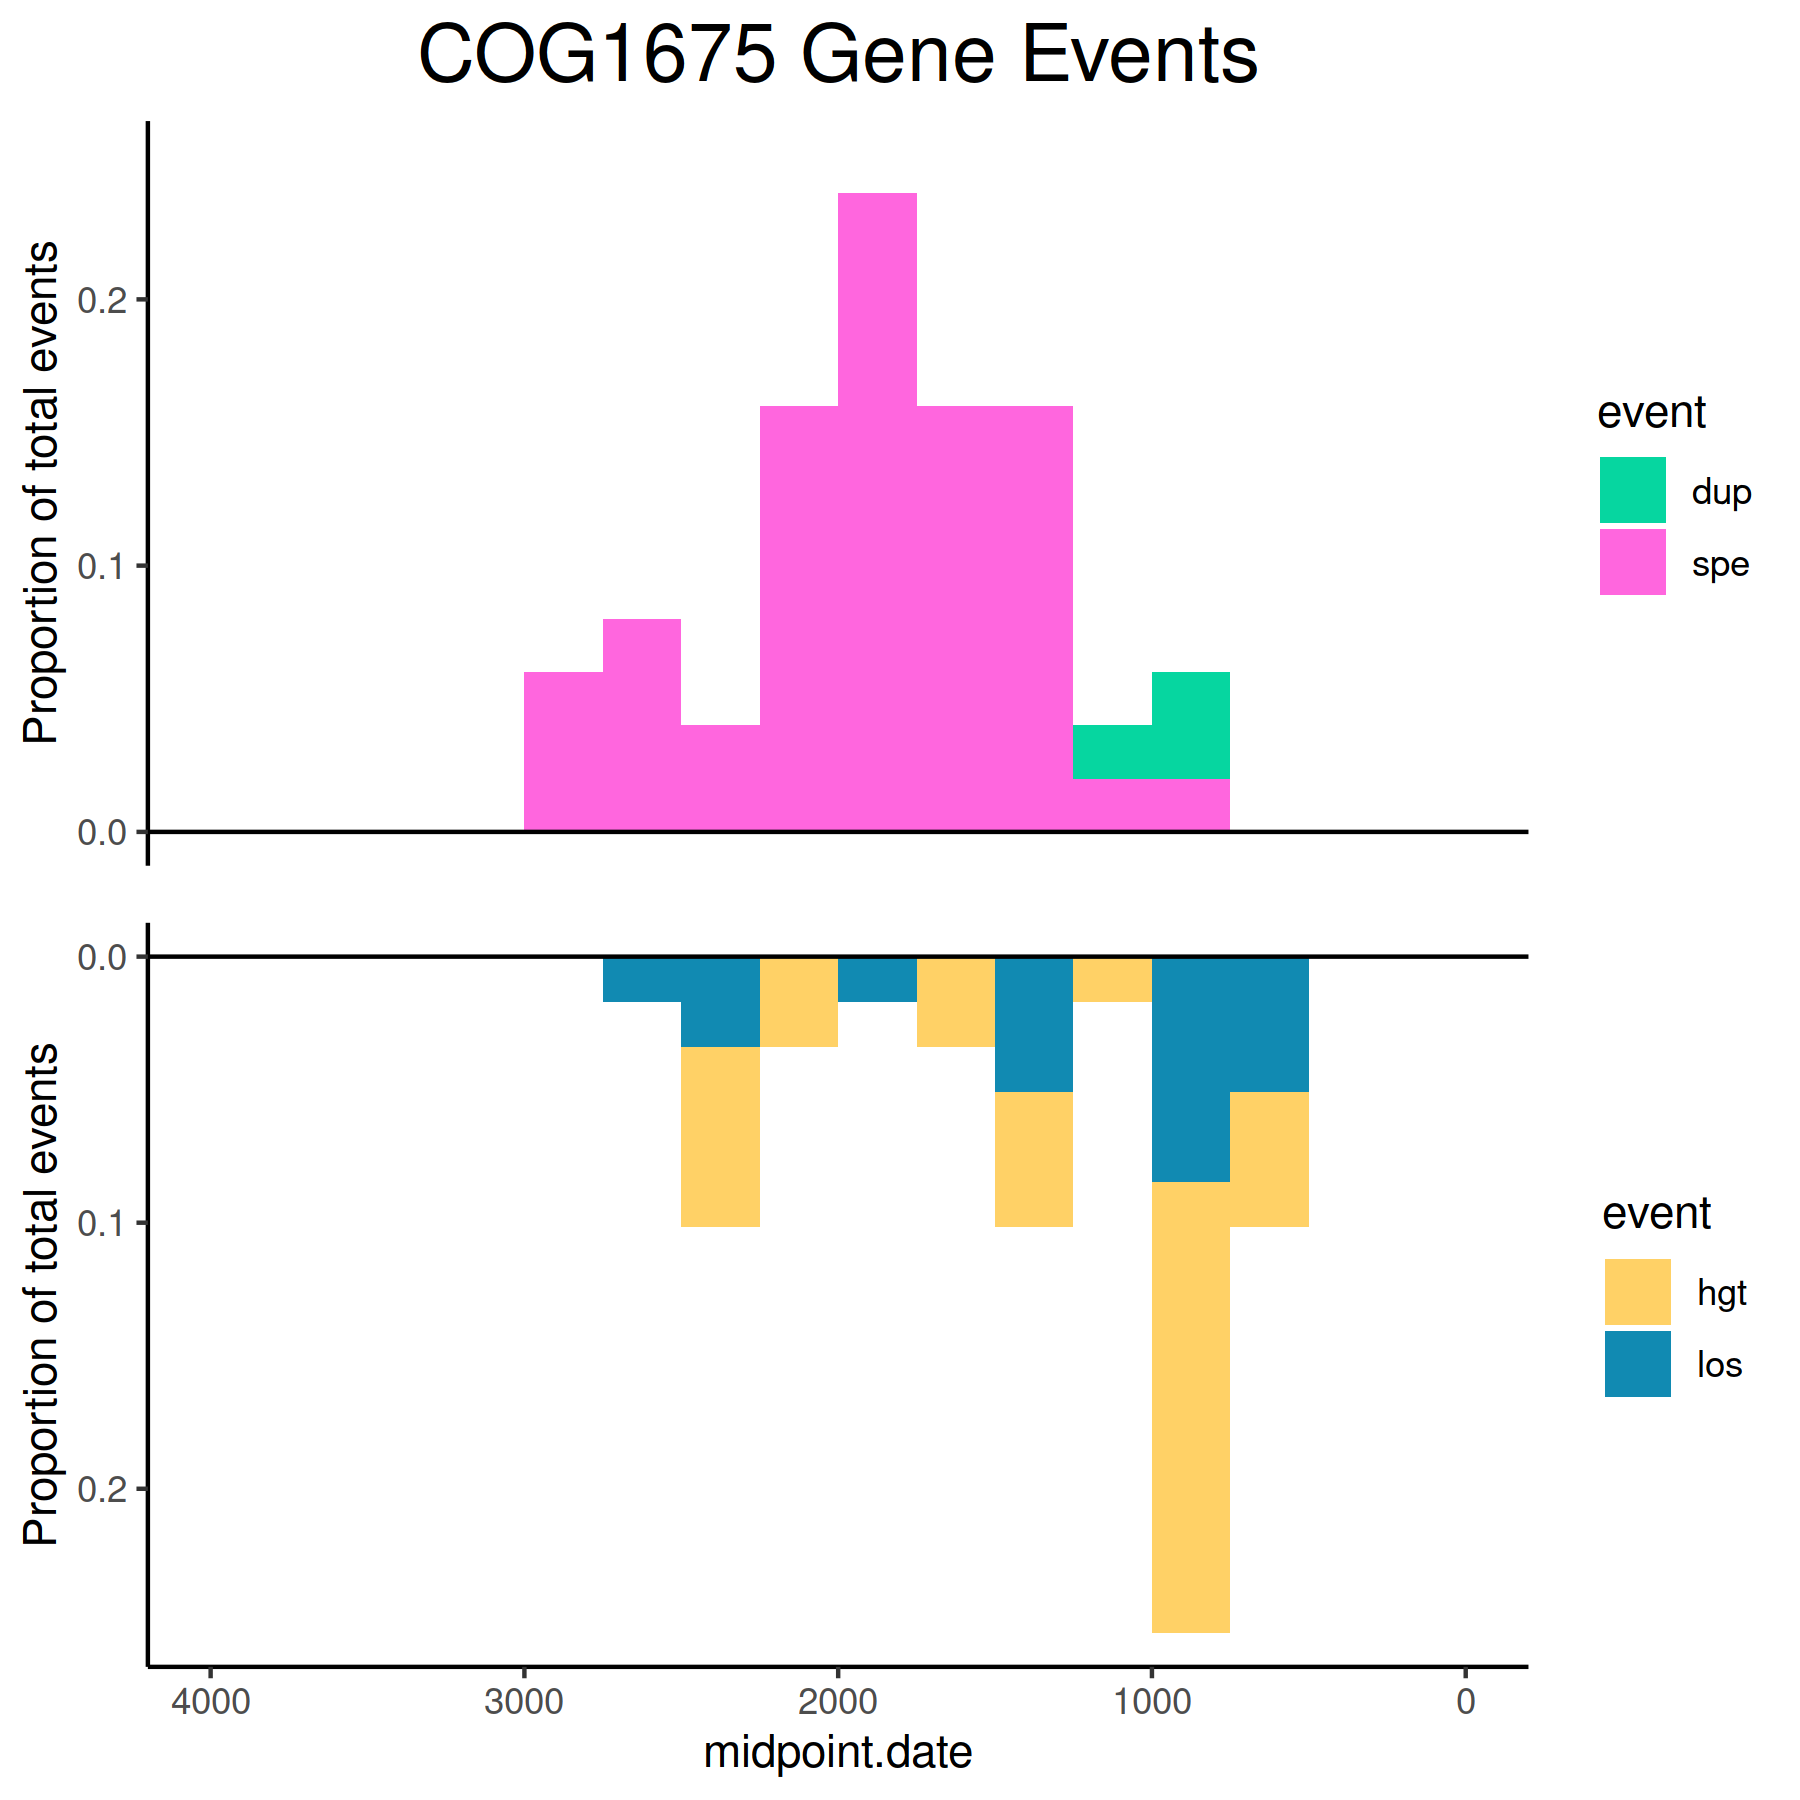 COG1675 Gene Events
Proportion of total events
0.2
0.1
0.0
event
dup
spe
Proportion of total events
0.0
0.1
0.2
event
hgt
los
4000
3000
2000
1000
0
midpoint.date